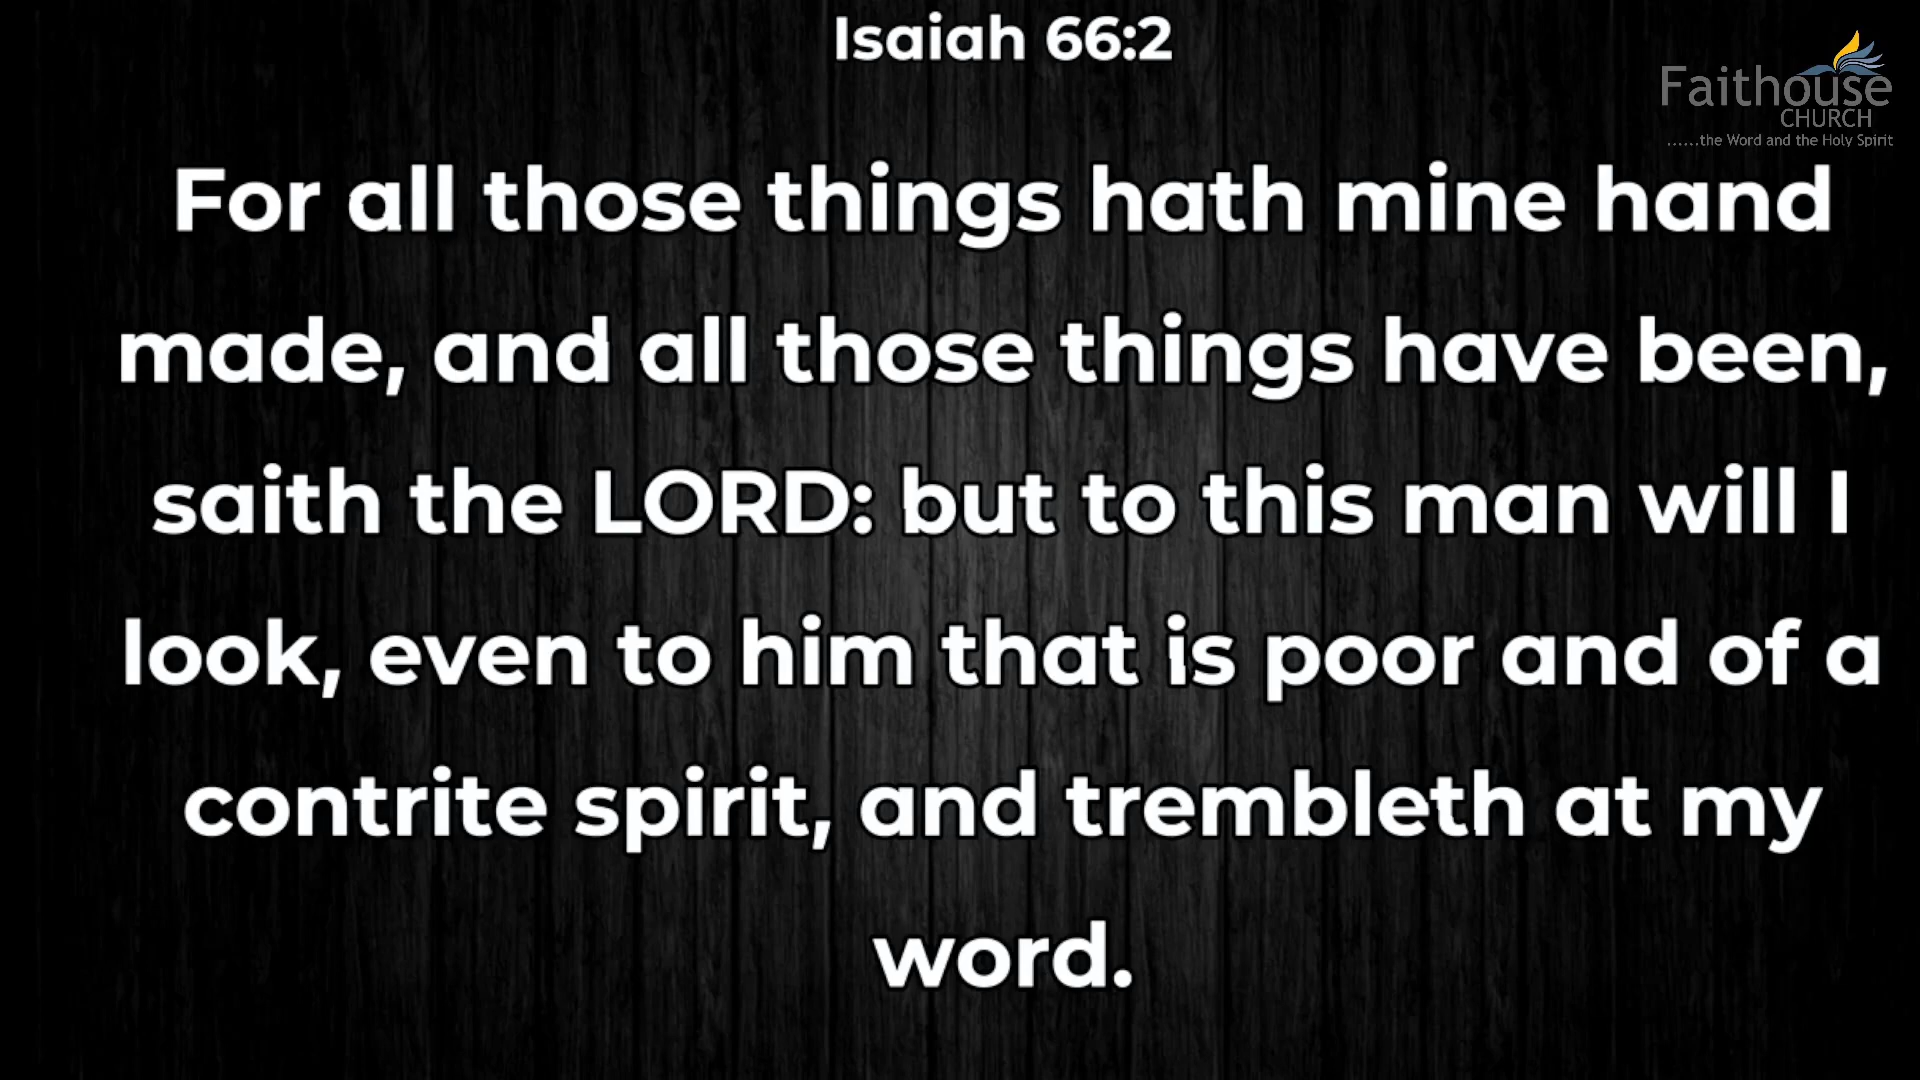 Isaiah 66:2
Faithouse
CHURCH
......the Word and the Holy Spirit
For all those things hath mine hand
made, and all those things have been,
saith the LORD: but to this man will I
look, even to him that is poor and of a
contrite spirit, and trembleth at my
word.